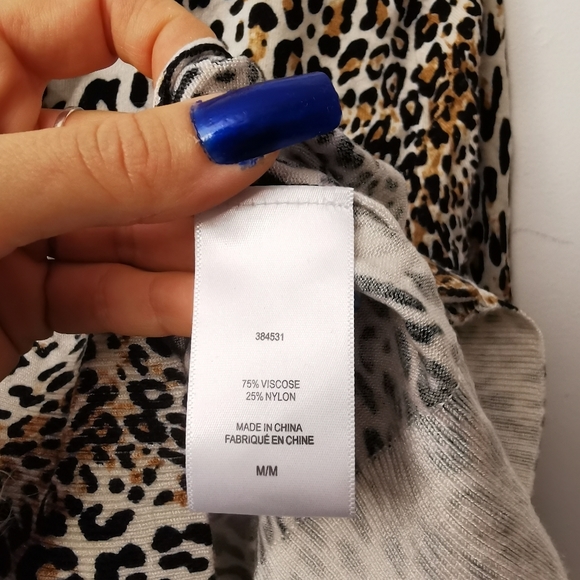 384531
75% VISCOSE
25% NYLON
MADE IN CHINA
FABRIQUÉ EN CHINE
M/M